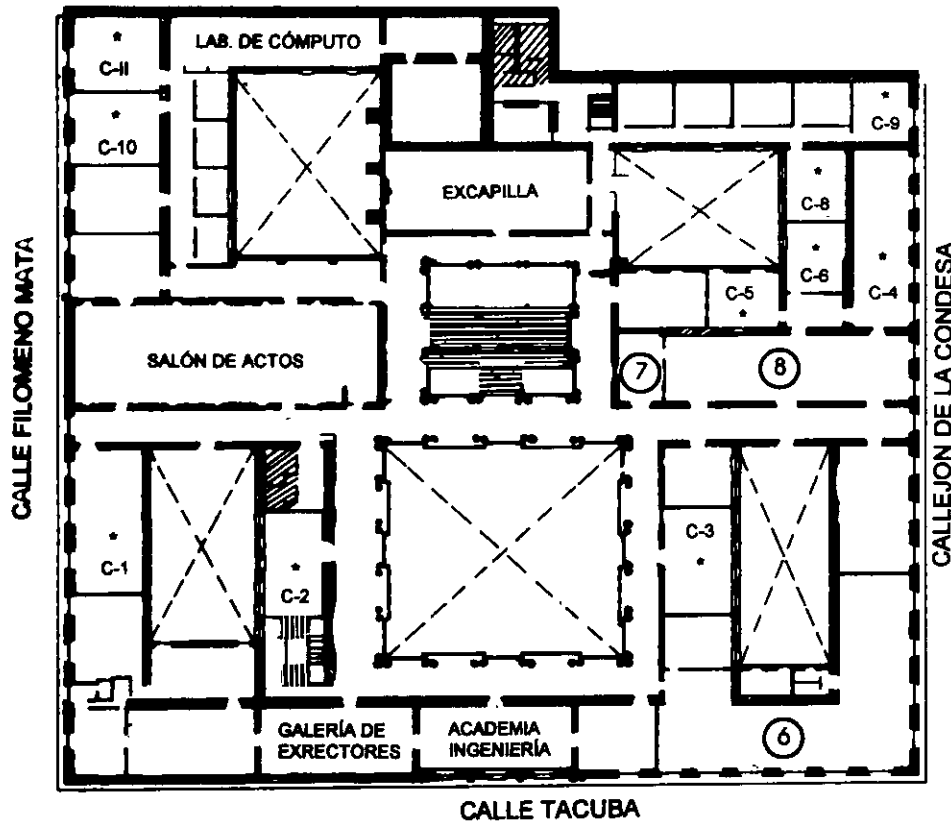 LAB. DE CÓMPUTO
C-11
C-10
C-9
EXCAPILLA
C-8
C-6
C-5
C-4
SALÓN DE ACTOS
7
8
CALLE FILOMENO MATA
CALLEJON DE LA CONDESA
C-1
C-2
C-3
GALERÍA DE
EXRECTORES
ACADEMIA
INGENIERÍA
6
CALLE TACUBA